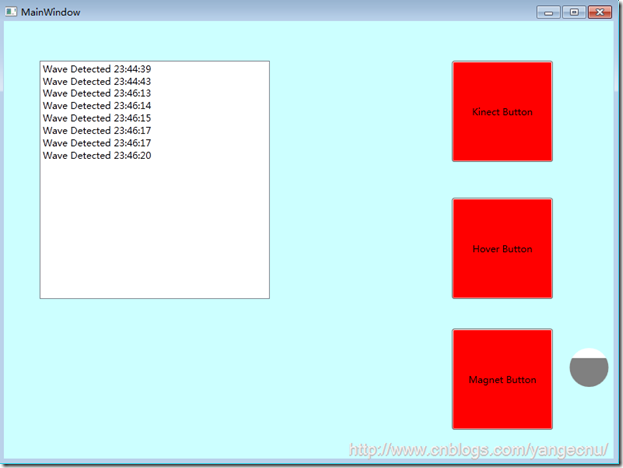 MainWindow
Wave Detected 23:44:39
Wave Detected 23:44:43
Wave Detected 23:46:13
Wave Detected 23:46:14
Wave Detected 23:46:15
Wave Detected 23:46:17
Wave Detected 23:46:17
Wave Detected 23:46:20
Kinect Button
Hover Button
Magnet Button
http://www.cnblogs.com/yangecnu/